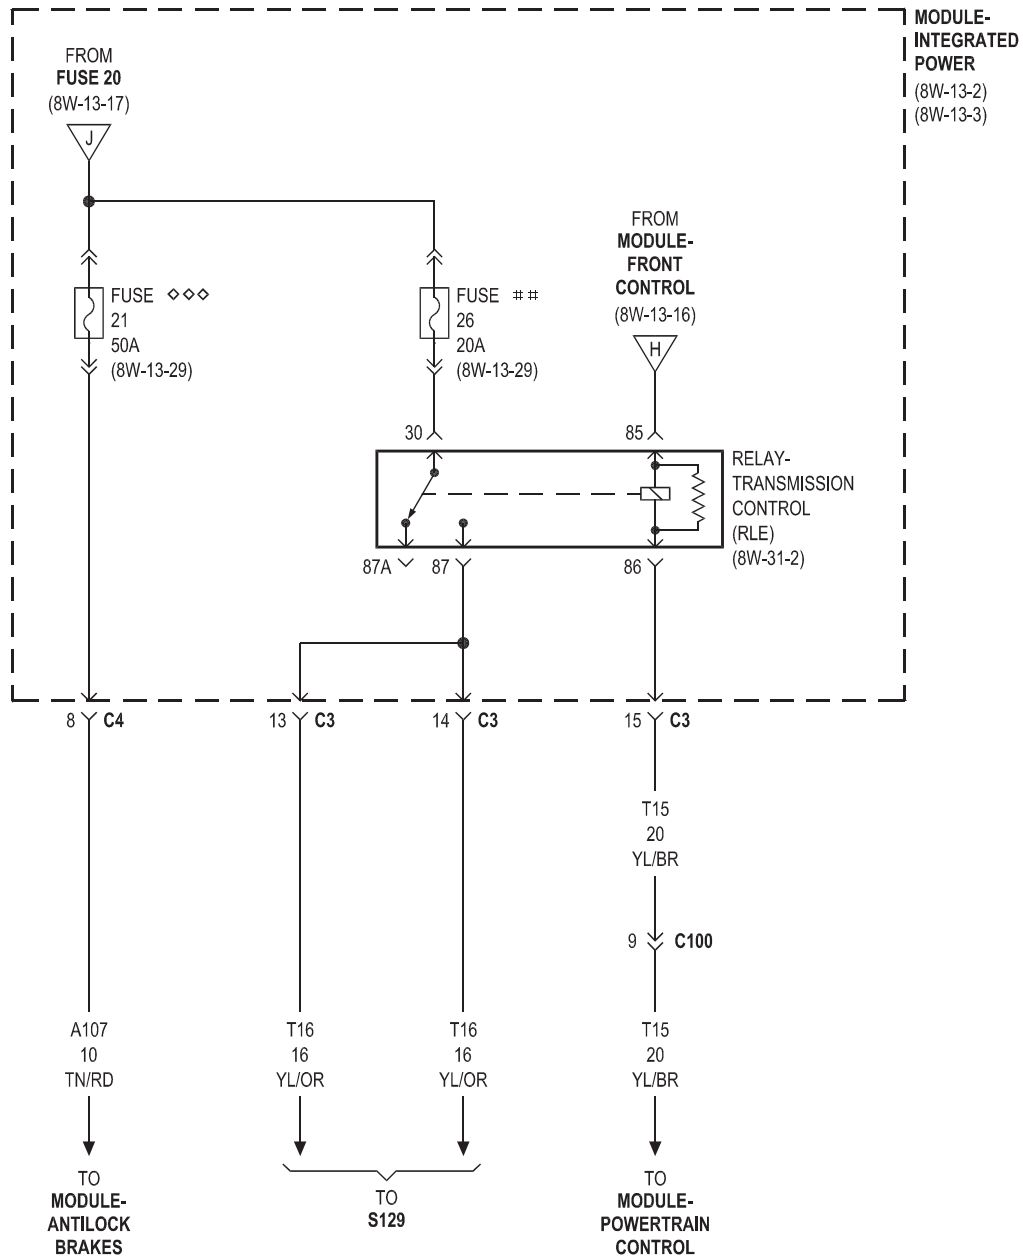 MODULE-
INTEGRATED
POWER
(8W-13-2)
(8W-13-3)
FROM
FUSE 20
(8W-13-17)
J
FROM
MODULE-
FRONT
CONTROL
(8W-13-16)
H
FUSE ◇◇◇
21
50A
(8W-13-29)
FUSE ##
26
20A
(8W-13-29)
30
85
RELAY-
TRANSMISSION
CONTROL
(RLE)
(8W-31-2)
87A
87
86
8 C4
13 C3
14 C3
15 C3
T15
20
YL/BR
9 C100
A107
10
TN/RD
T16
16
YL/OR
T16
16
YL/OR
T15
20
YL/BR
TO
MODULE-
ANTILOCK
BRAKES
TO
S129
TO
MODULE-
POWERTRAIN
CONTROL